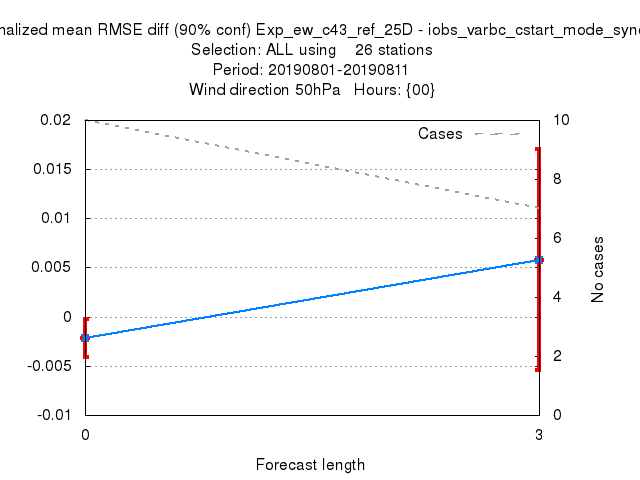 nalized mean RMSE diff (90% conf) Exp_ew_c43_ref_25D - iobs_varbc_cstart_mode_syn
Selection: ALL using 26 stations
Period: 20190801-20190811
Wind direction 50hPa Hours: {00}
Cases
0.02
0.015
0.01
0.005
0
-0.005
-0.01
10
8
6
4
2
0
No cases
0 3
Forecast length